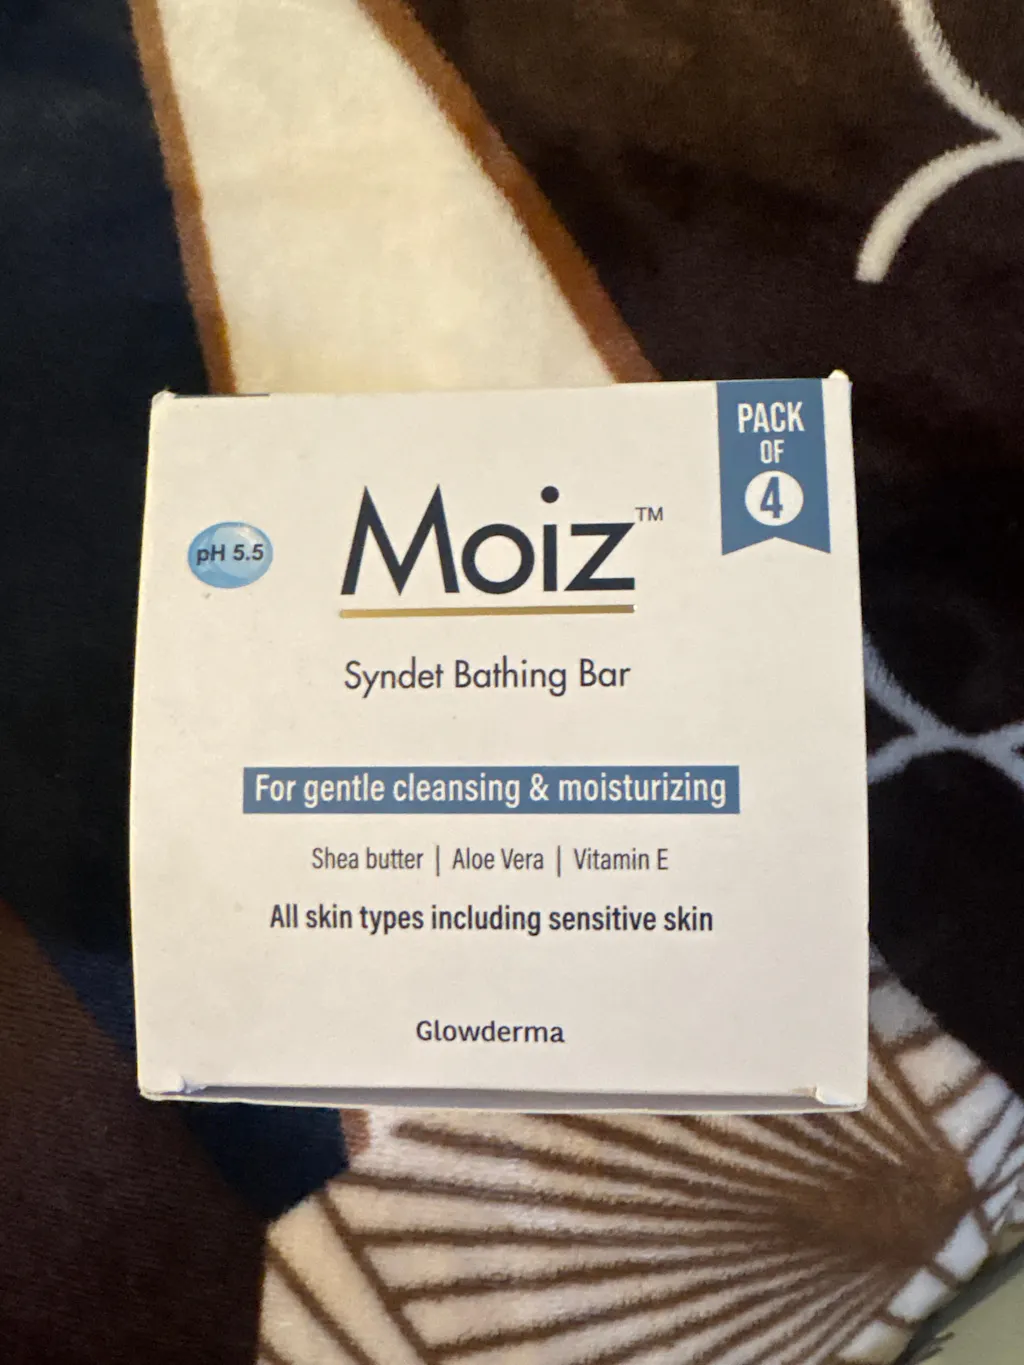 PACK
OF
4
pH 5.5
Moiz™
Syndet Bathing Bar
For gentle cleansing & moisturizing
Shea butter | Aloe Vera | Vitamin E
All skin types including sensitive skin
Glowderma